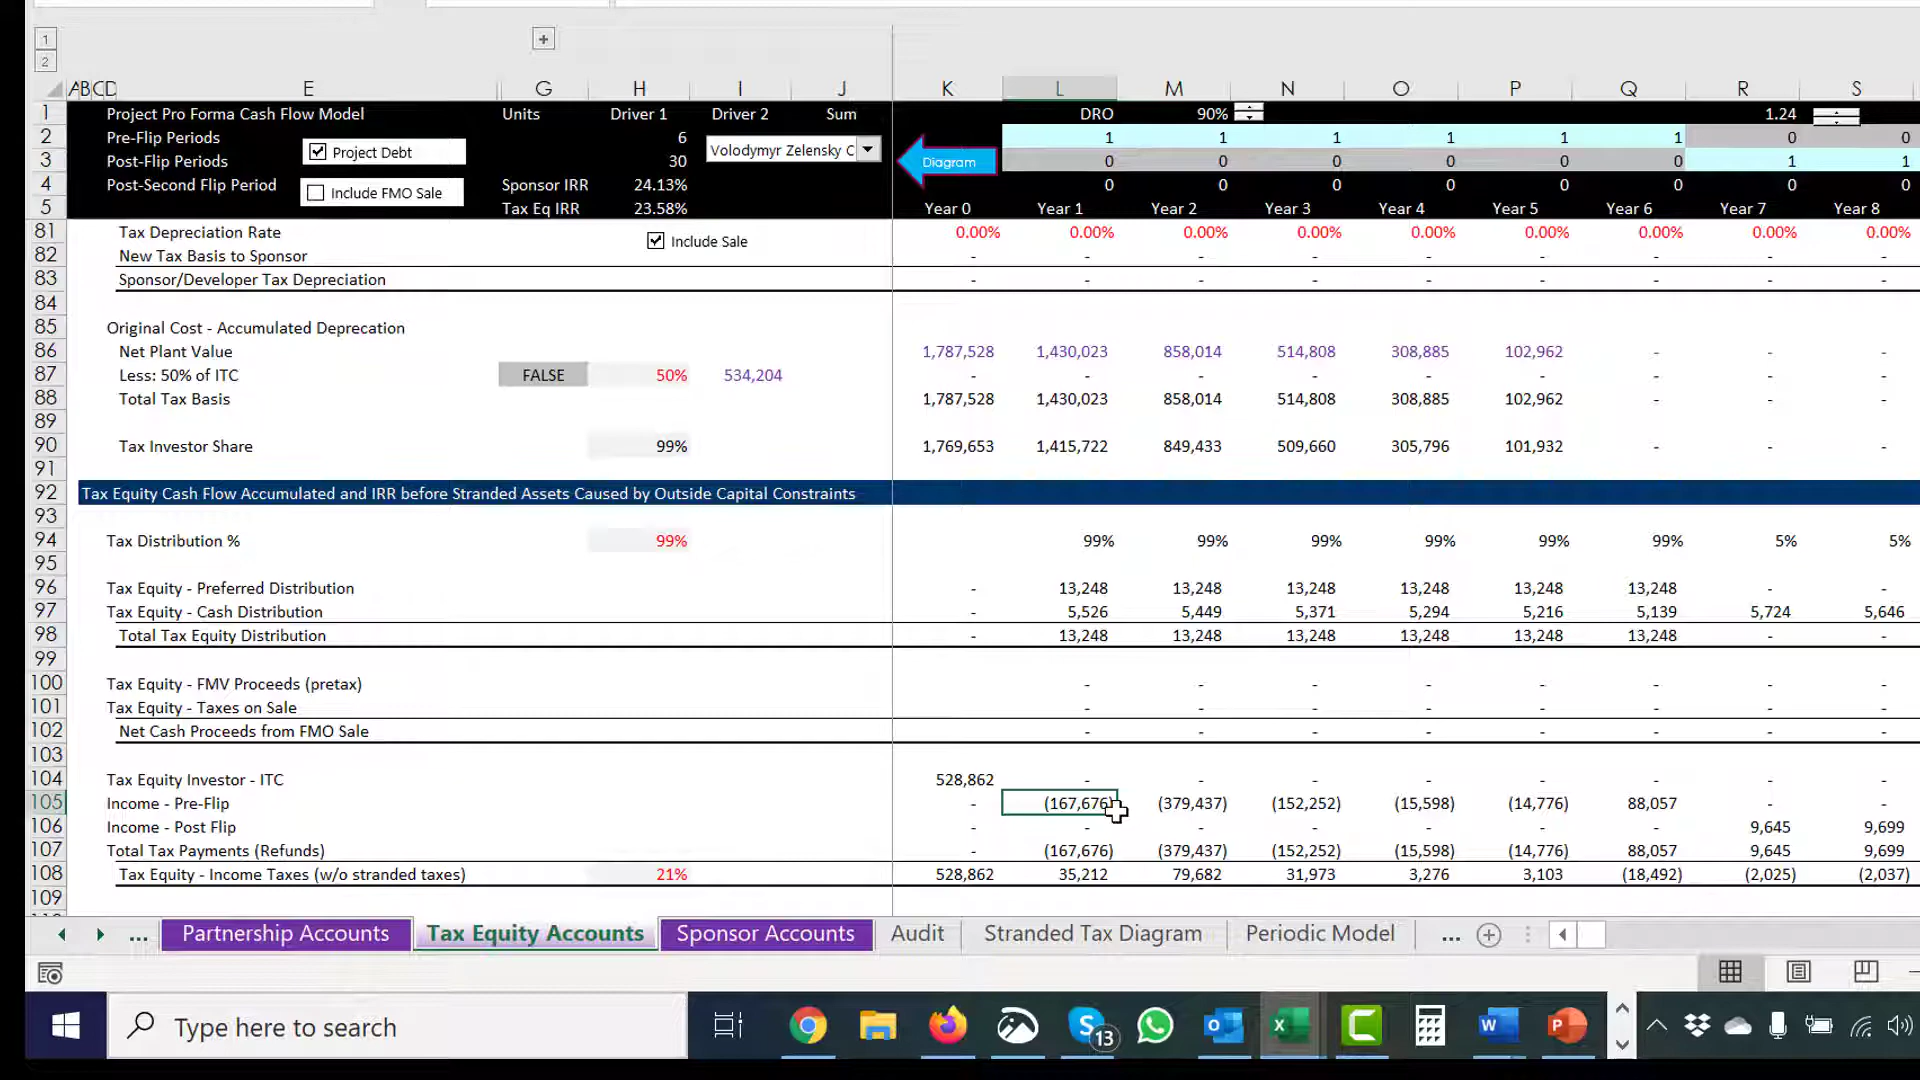 1
2
+
A B C D E G H I J K L M N O P Q R S
1 Project Pro Forma Cash Flow Model Units Driver 1 Driver 2 Sum DRO 90% 1.24
2 Pre-Flip Periods Project Debt 6 Volodymyr Zelensky C 1 1 1 1 1 1 0 0
3 Post-Flip Periods 30 Diagram 0 0 0 0 0 0 1 1
4 Post-Second Flip Period Include FMO Sale Sponsor IRR 24.13% 0 0 0 0 0 0 0 0
5 Tax Eq IRR 23.58% Year 0 Year 1 Year 2 Year 3 Year 4 Year 5 Year 6 Year 7 Year 8
81 Tax Depreciation Rate Include Sale 0.00% 0.00% 0.00% 0.00% 0.00% 0.00% 0.00% 0.00% 0.00%
82 New Tax Basis to Sponsor - - - - - - - - -
83 Sponsor/Developer Tax Depreciation - - - - - - - - -
84
85 Original Cost - Accumulated Deprecation
86 Net Plant Value 1,787,528 1,430,023 858,014 514,808 308,885 102,962 - - -
87 Less: 50% of ITC FALSE 50% 534,204 - - - - - - - - -
88 Total Tax Basis 1,787,528 1,430,023 858,014 514,808 308,885 102,962 - - -
89
90 Tax Investor Share 99% 1,769,653 1,415,722 849,433 509,660 305,796 101,932 - - -
91
92 Tax Equity Cash Flow Accumulated and IRR before Stranded Assets Caused by Outside Capital Constraints
93
94 Tax Distribution % 99% 99% 99% 99% 99% 99% 99% 5% 5%
95
96 Tax Equity - Preferred Distribution - 13,248 13,248 13,248 13,248 13,248 13,248 - -
97 Tax Equity - Cash Distribution - 5,526 5,449 5,371 5,294 5,216 5,139 5,724 5,646
98 Total Tax Equity Distribution - 13,248 13,248 13,248 13,248 13,248 13,248 - -
99
100 Tax Equity - FMV Proceeds (pretax) - - - - - - - -
101 Tax Equity - Taxes on Sale - - - - - - - -
102 Net Cash Proceeds from FMO Sale - - - - - - - -
103
104 Tax Equity Investor - ITC 528,862 - - - - - - - -
105 Income - Pre-Flip - (167,676) (379,437) (152,252) (15,598) (14,776) 88,057 - -
106 Income - Post Flip - - - - - - - 9,645 9,699
107 Total Tax Payments (Refunds) - (167,676) (379,437) (152,252) (15,598) (14,776) 88,057 9,645 9,699
108 Tax Equity - Income Taxes (w/o stranded taxes) 21% 528,862 35,212 79,682 31,973 3,276 3,103 (18,492) (2,025) (2,037)
109
... Partnership Accounts Tax Equity Accounts Sponsor Accounts Audit Stranded Tax Diagram Periodic Model ...
Type here to search 13